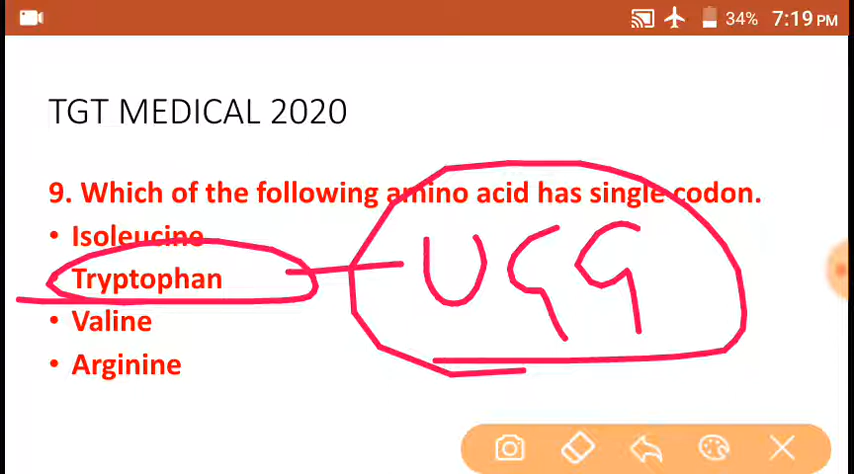 34% 7:19 PM
TGT MEDICAL 2020
9. Which of the following amino acid has single codon.
• Isoleucine
Tryptophan
UGG
• Valine
• Arginine